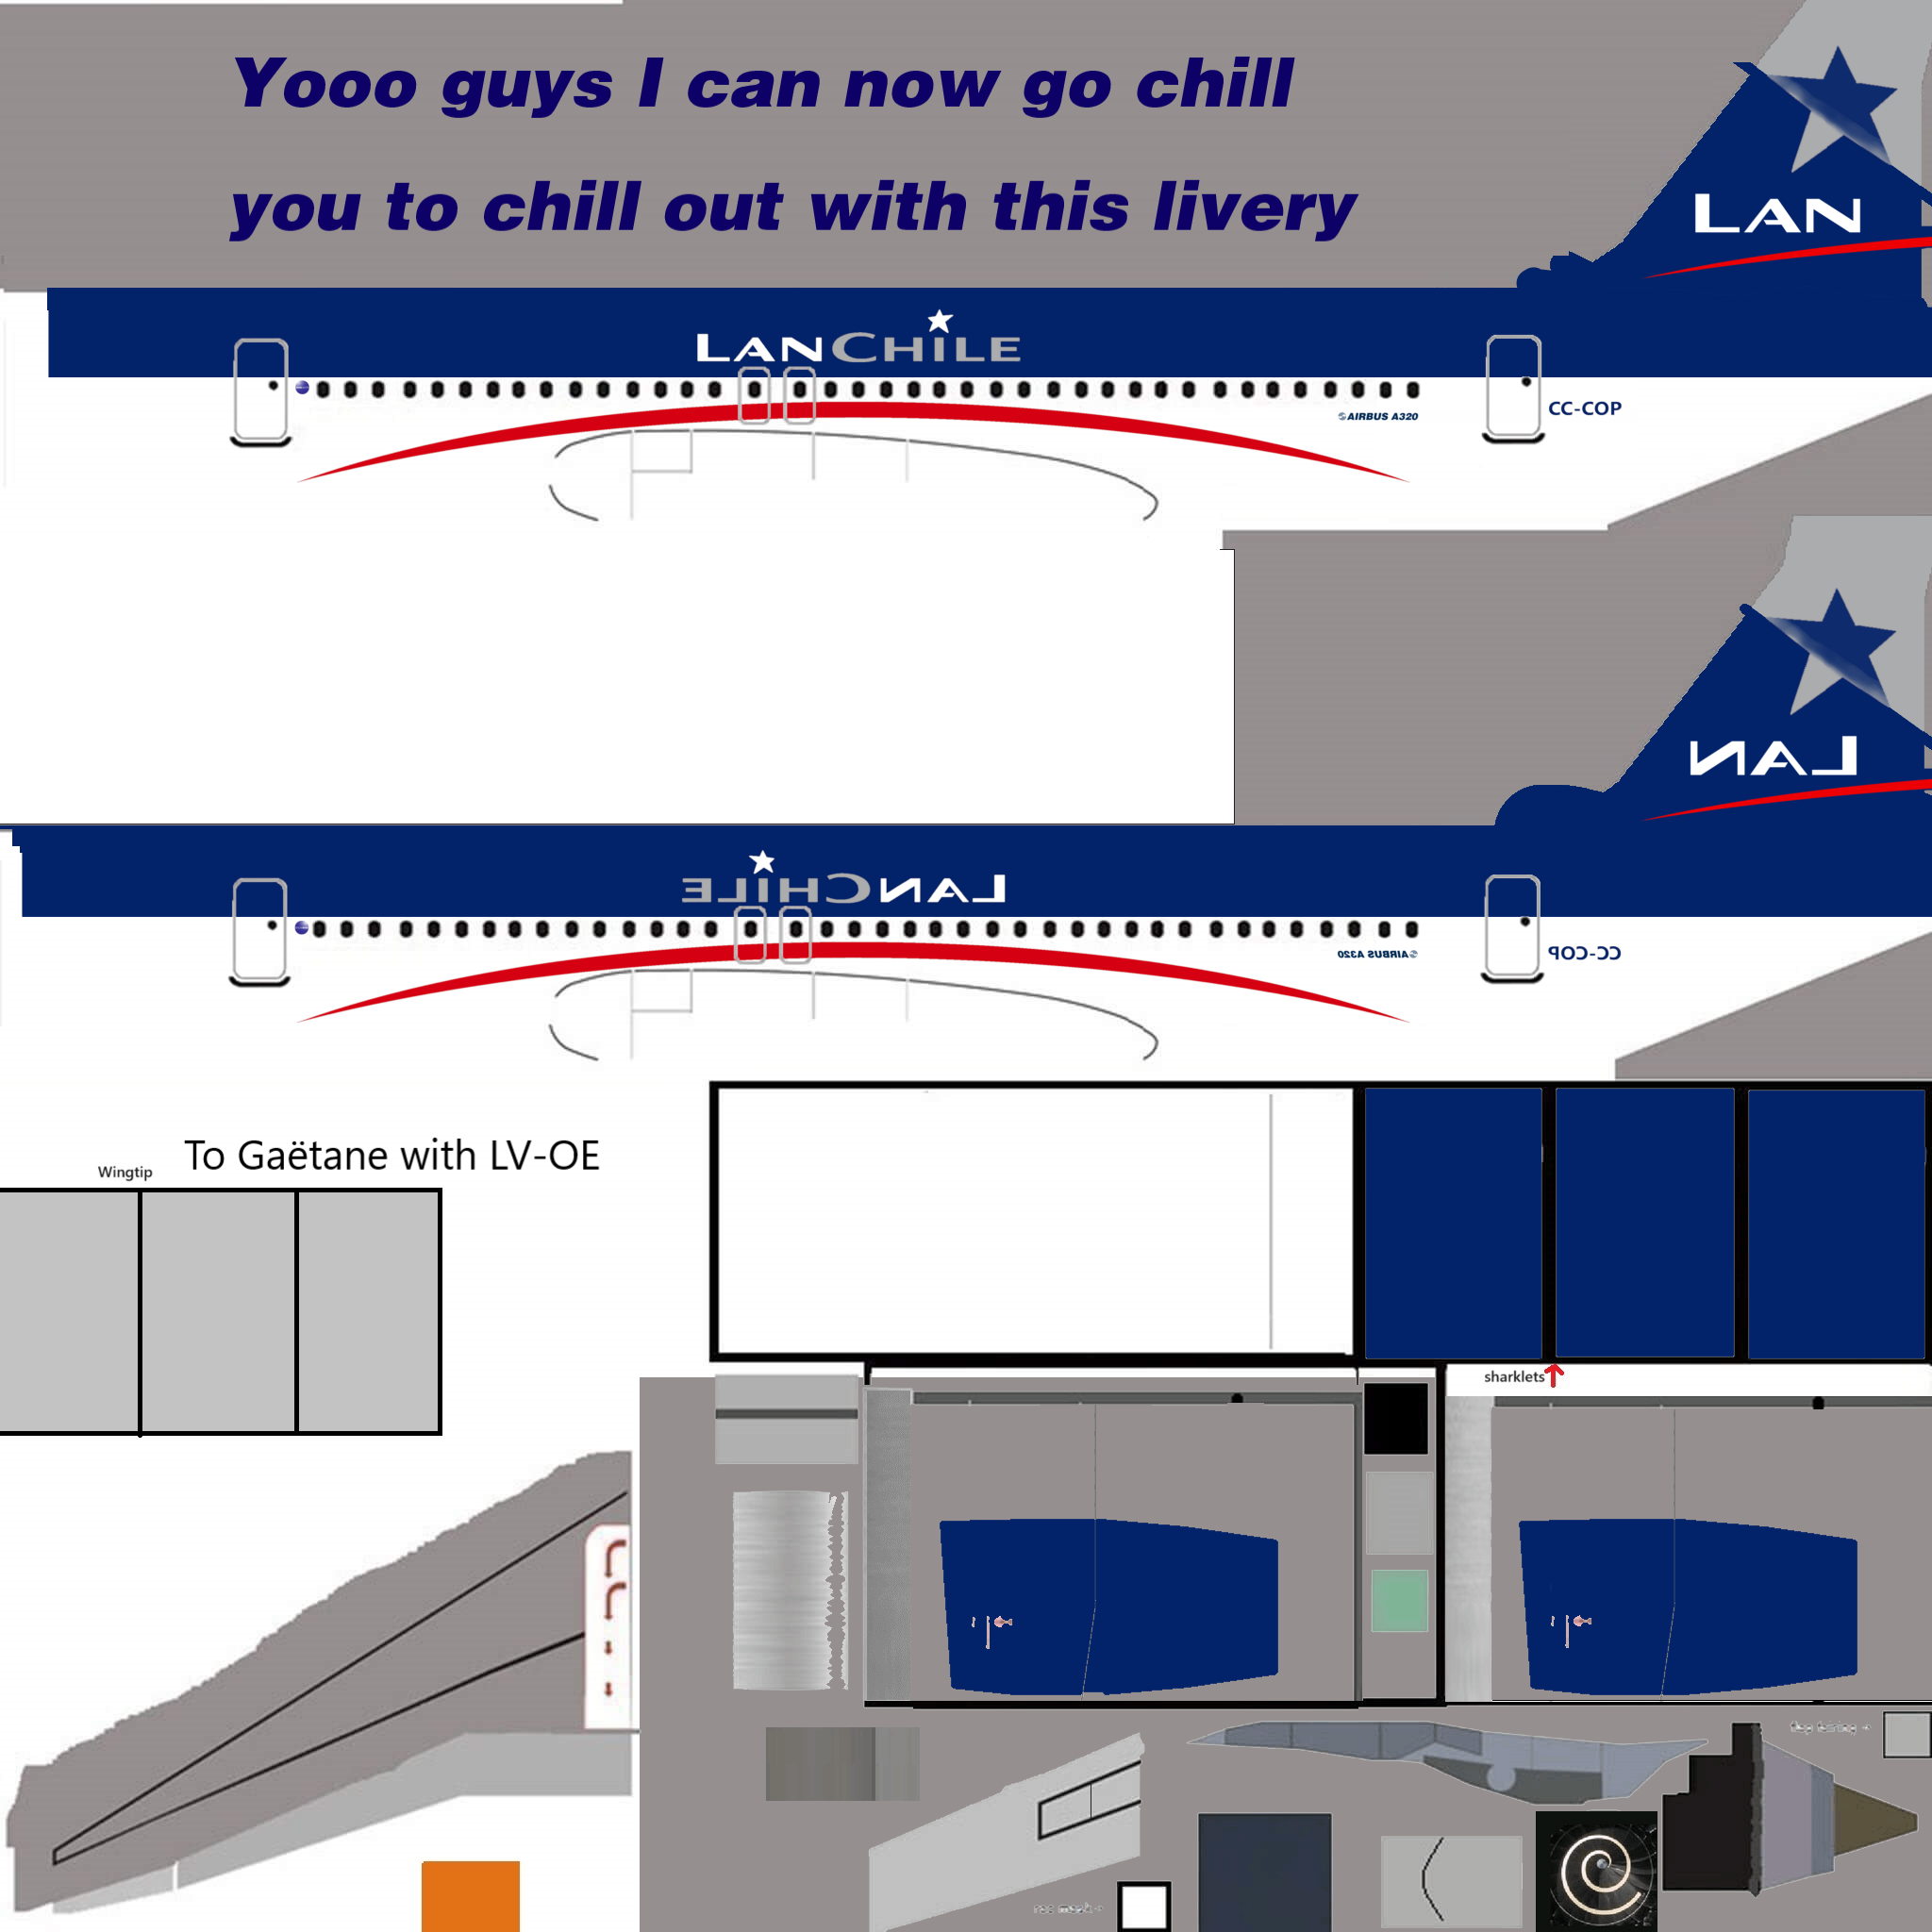 Yooo guys I can now go chill
you to chill out with this livery
LAN
LANCHILE
AIRBUS A320
CC-COP
LAN
LANCHILE
AIRBUS A320
CC-COP
To Gaëtane with LV-OE
Wingtip
sharklets